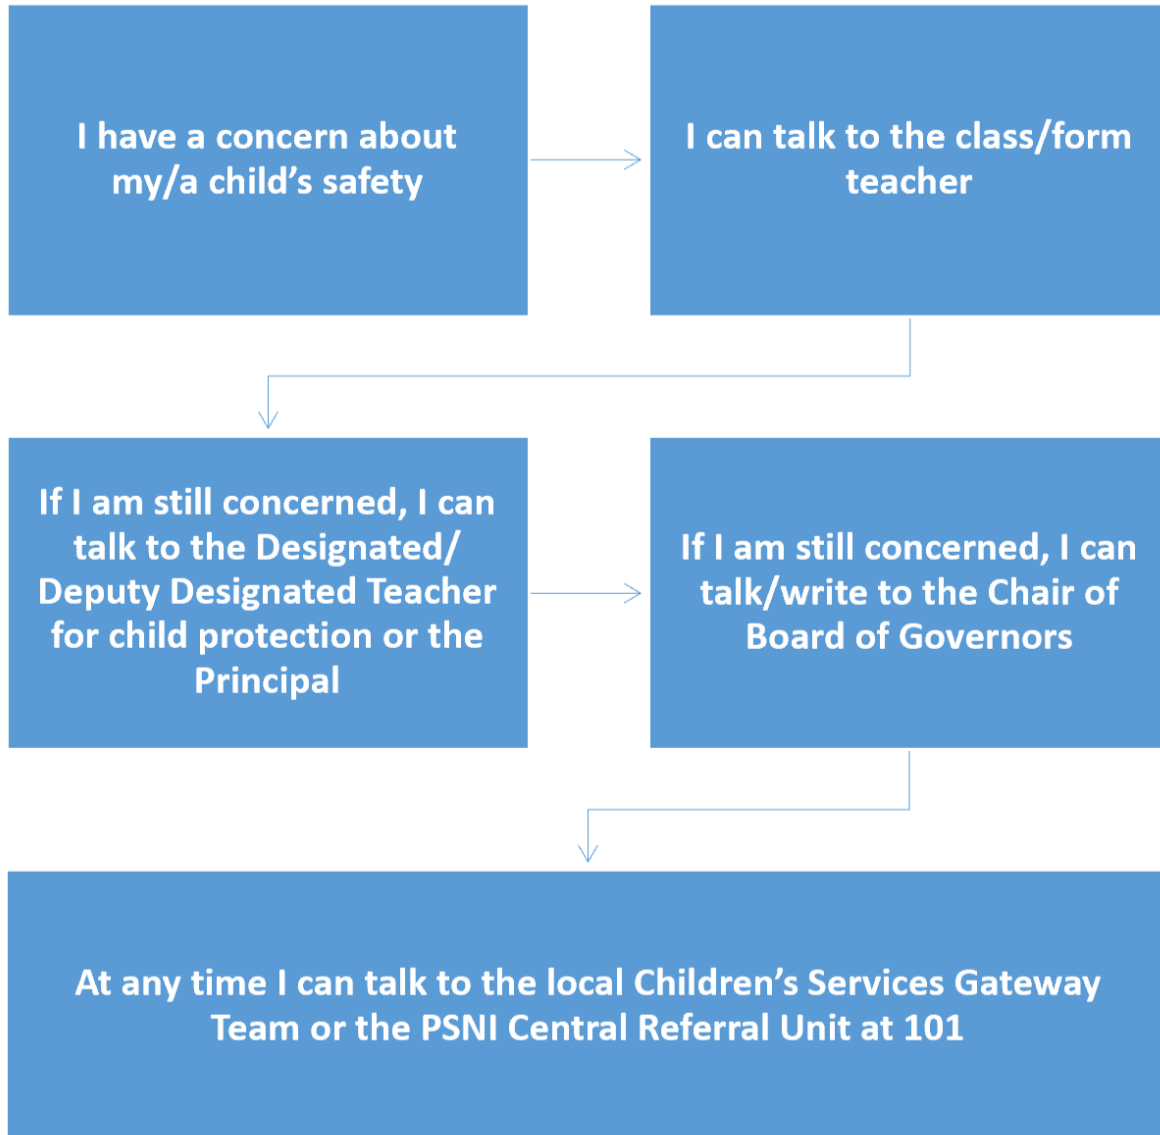 I have a concern about
my/a child’s safety
I can talk to the class/form
teacher
If I am still concerned, I can
talk to the Designated/
Deputy Designated Teacher
for child protection or the
Principal
If I am still concerned, I can
talk/write to the Chair of
Board of Governors
At any time I can talk to the local Children’s Services Gateway
Team or the PSNI Central Referral Unit at 101